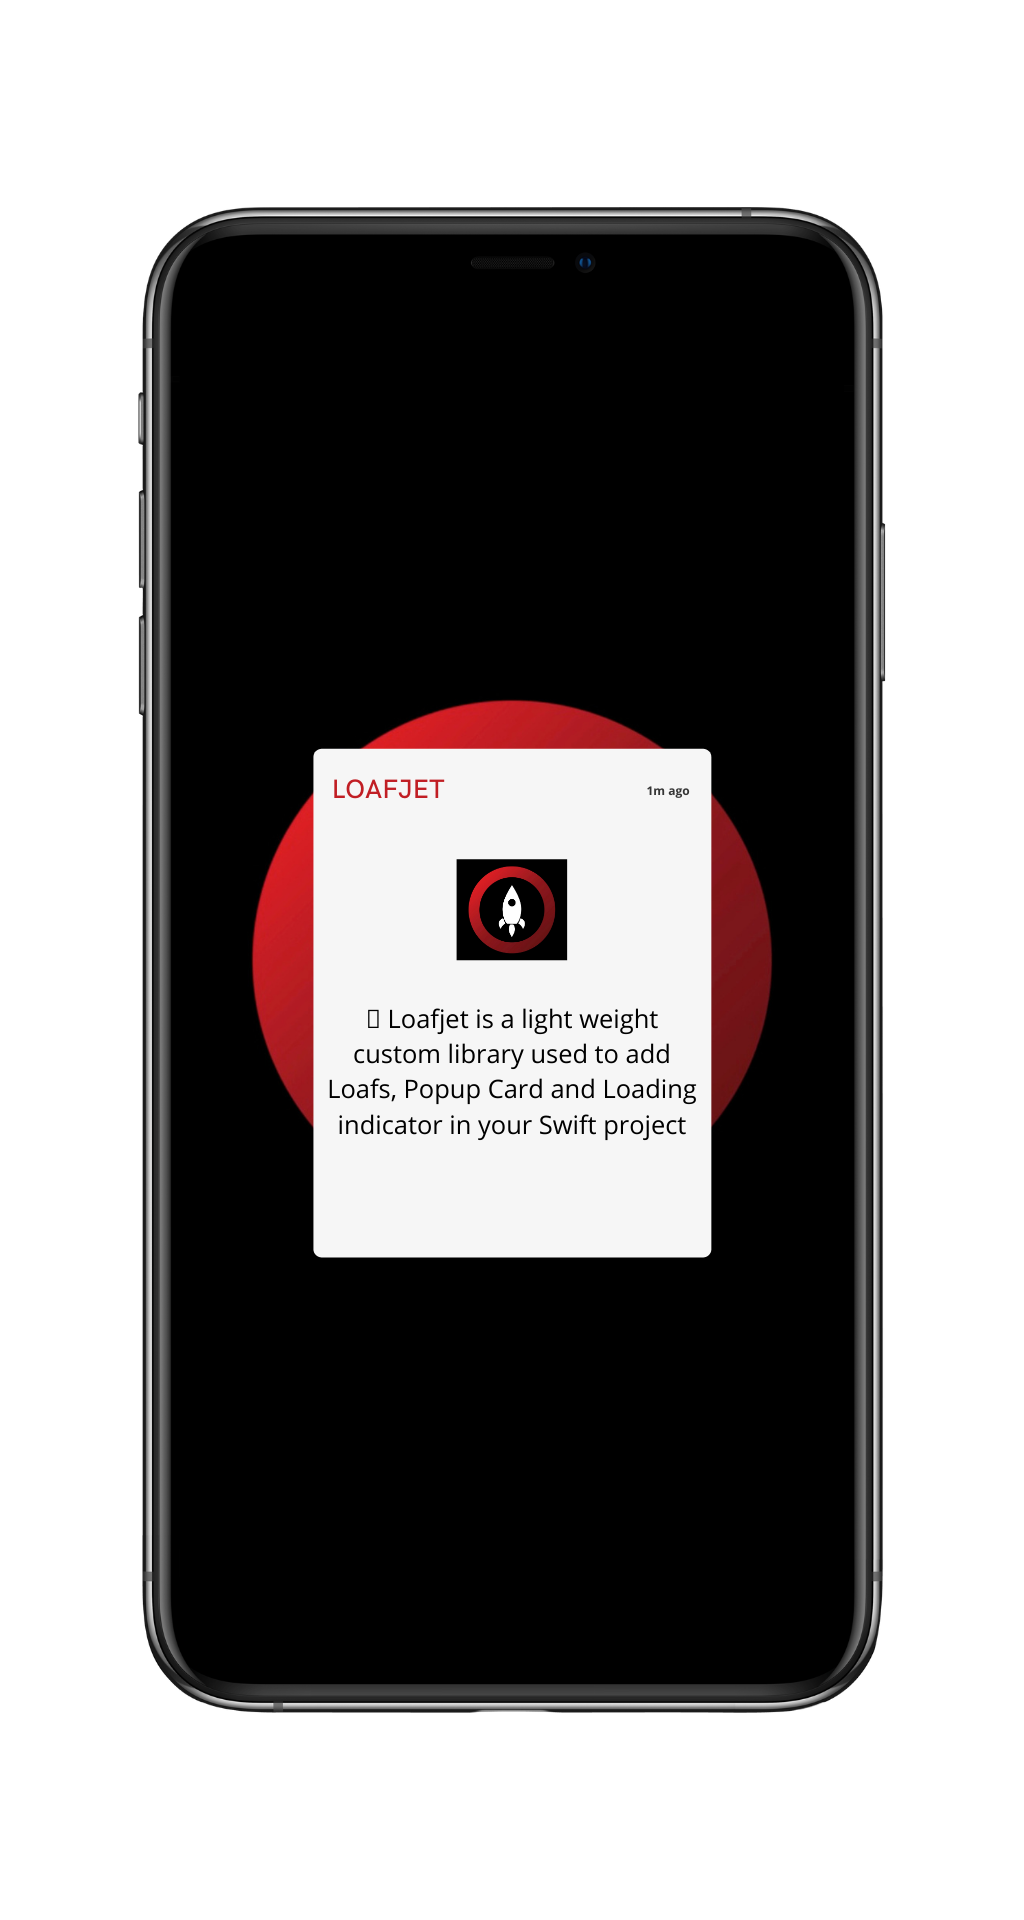 LOAFJET
1m ago
▯ Loafjet is a light weight
custom library used to add
Loafs, Popup Card and Loading
indicator in your Swift project